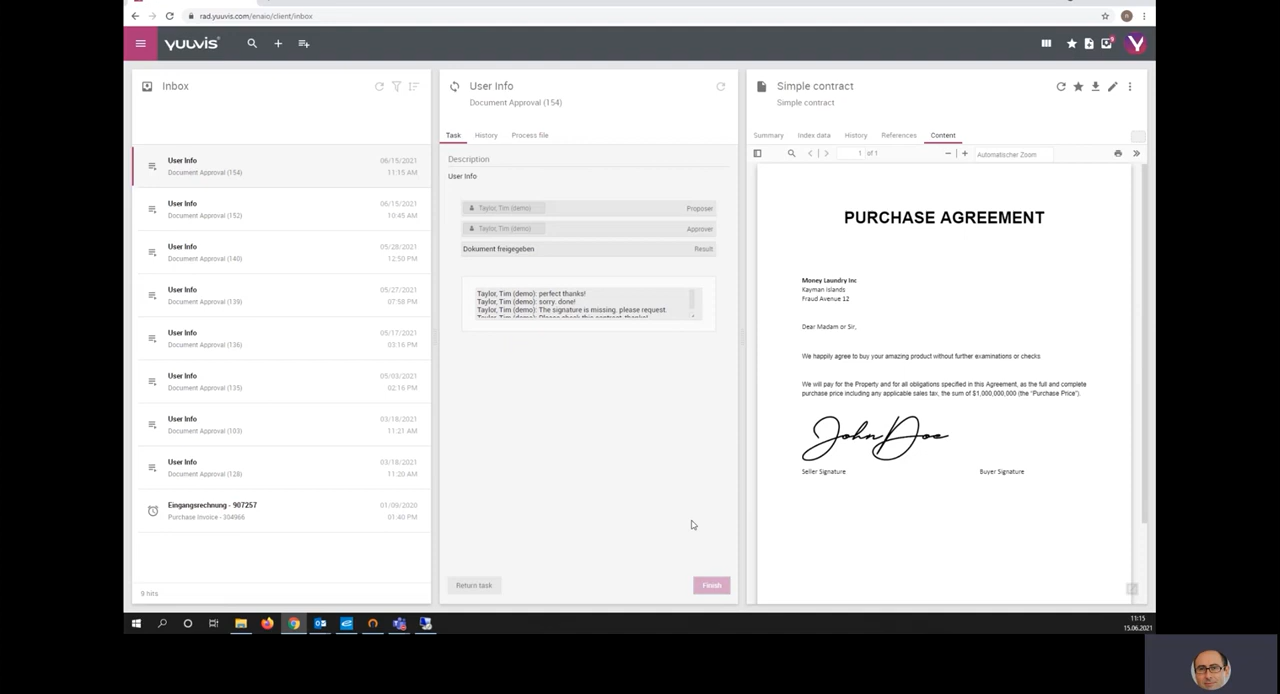 rad.yuuvis.com/enaio/client/inbox
yuuvis
Inbox
User Info
06/15/2021
Document Approval (154)
11:15 AM
User Info
06/15/2021
Document Approval (152)
10:45 AM
User Info
05/28/2021
Document Approval (140)
12:50 PM
User Info
05/27/2021
Document Approval (139)
07:58 PM
User Info
05/17/2021
Document Approval (136)
03:16 PM
User Info
05/03/2021
Document Approval (135)
02:16 PM
User Info
03/18/2021
Document Approval (103)
11:21 AM
User Info
03/18/2021
Document Approval (128)
11:20 AM
Eingangsrechnung - 907257
01/09/2020
Purchase Invoice - 304966
01:40 PM
9 hits
User Info
Document Approval (154)
Task History Process file
Description
User Info
Taylor, Tim (demo) Proposer
Taylor, Tim (demo) Approver
Dokument freigegeben Result
Taylor, Tim (demo): perfect thanks!
Taylor, Tim (demo): sorry. done!
Taylor, Tim (demo): The signature is missing. please request.
Taylor, Tim (demo): Please check this contract. thanks!
Return task
Finish
Simple contract
Simple contract
Summary Index data History References Content
1 of 1
Automatischer Zoom
PURCHASE AGREEMENT
Money Laundry Inc
Kayman Islands
Fraud Avenue 12
Dear Madam or Sir,
We happily agree to buy your amazing product without further examinations or checks
We will pay for the Property and for all obligations specified in this Agreement, as the full and complete
purchase price including any applicable sales tax, the sum of $1,000,000,000 (the "Purchase Price").
John Doe
Seller Signature
Buyer Signature
11:15
15.06.2021